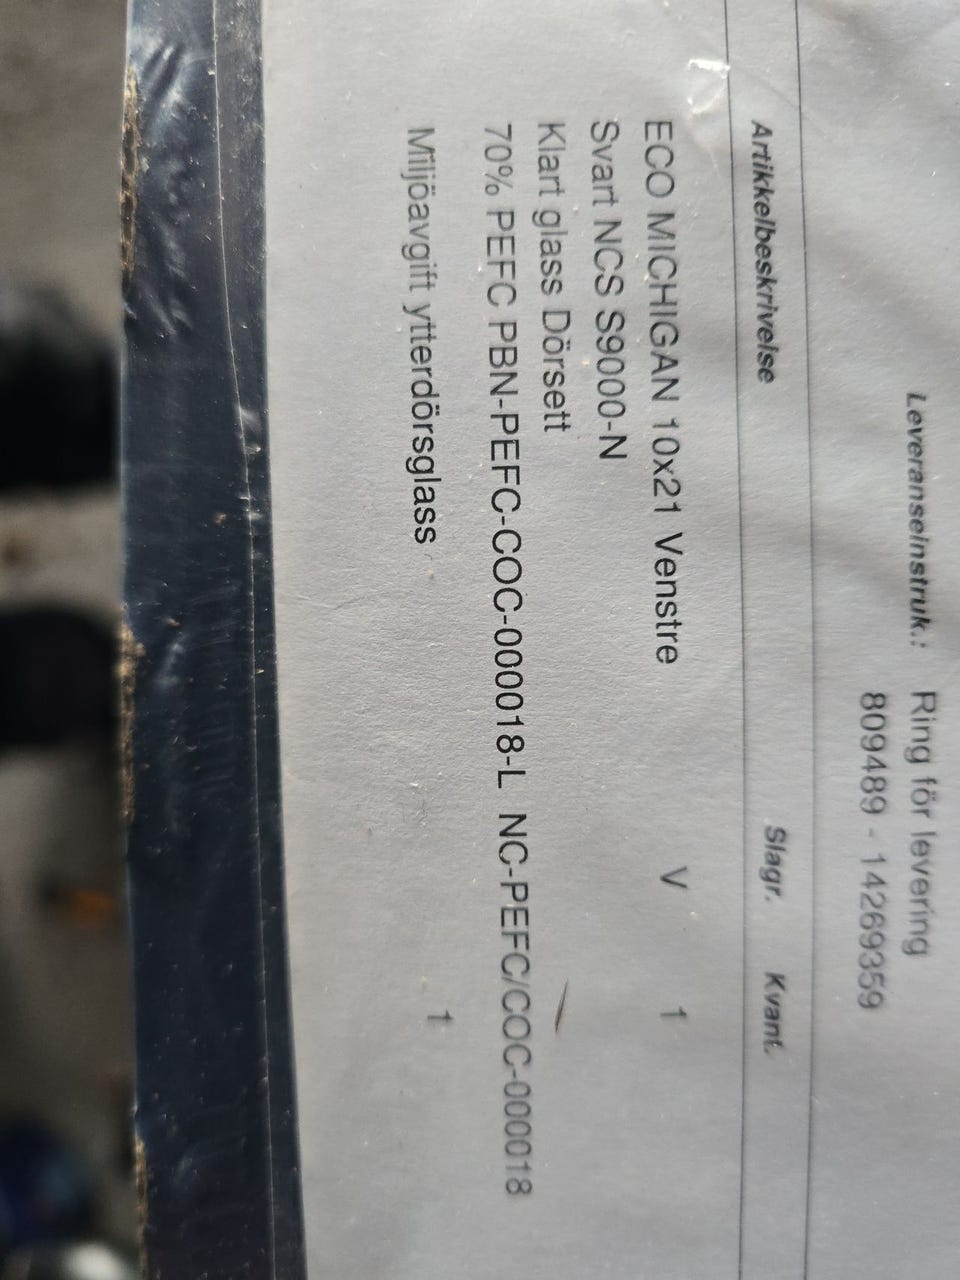 Leveranseinstruk.: Ring för levering
809489 - 14269359
Artikkelbeskrivelse Slagr. Kvant.
ECO MICHIGAN 10x21 Venstre V 1
Svart NCS S9000-N
Klart glass Dörsett
70% PEFC PBN-PEFC-COC-000018-L NC-PEFC/COC-000018
Miljöavgift ytterdörsglass 1